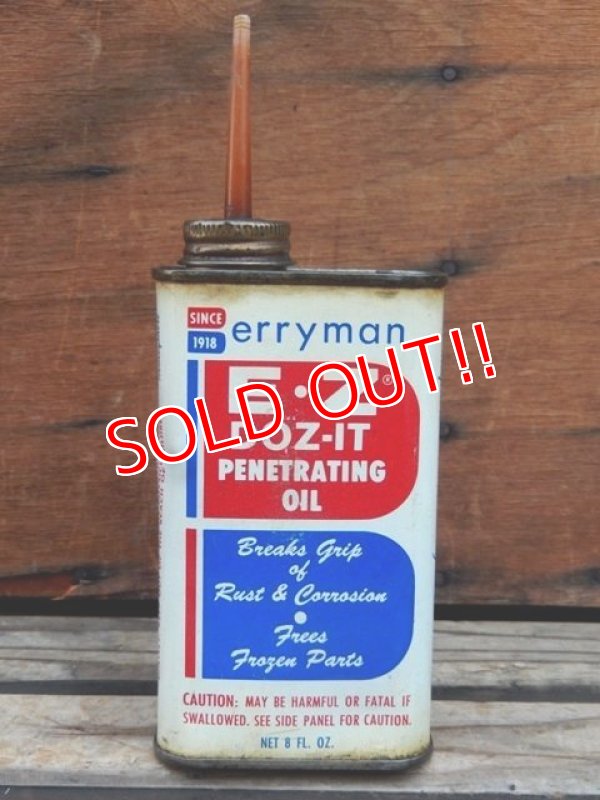 SINCE
1918
erryman
E·Z®
DOZ-IT
PENETRATING
OIL
Breaks Grip
of
Rust & Corrosion
Frees
Frozen Parts
CAUTION: MAY BE HARMFUL OR FATAL IF
SWALLOWED. SEE SIDE PANEL FOR CAUTION.
NET 8 FL. OZ.
SOLD OUT!!